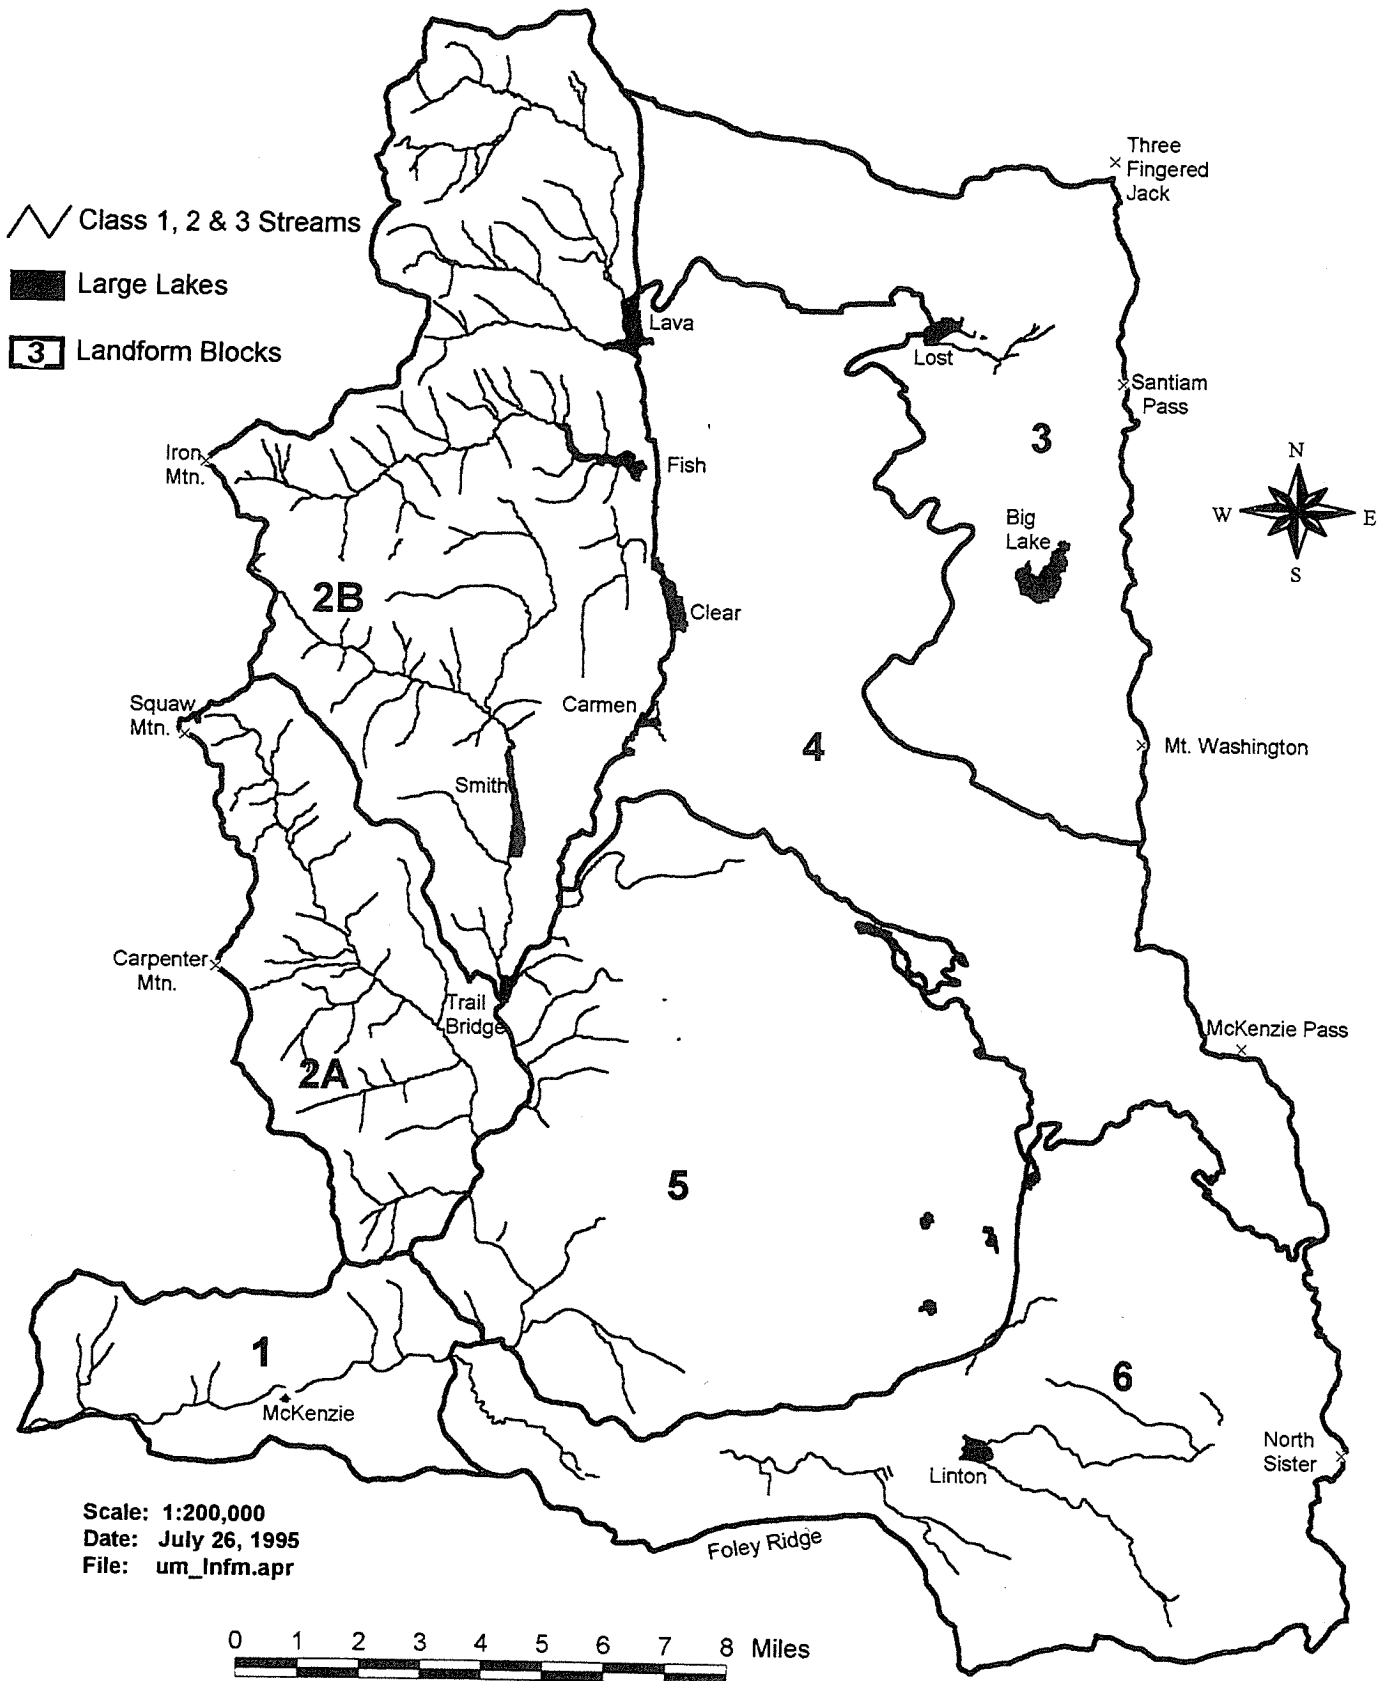 Three
Fingered
Jack
Class 1, 2 & 3 Streams
Large Lakes
Lava
3 Landform Blocks
Lost
Santiam
Pass
3
Iron
Mtn.
Fish
N
W E
S
Big
Lake
2B
Clear
Squaw
Mtn.
Carmen
4
Mt. Washington
Smith
Carpenter
Mtn.
Trail
Bridge
McKenzie Pass
2A
5
1
6
McKenzie
North
Sister
Linton
Foley Ridge
Scale: 1:200,000
Date: July 26, 1995
File: um_lnfm.apr
0 1 2 3 4 5 6 7 8 Miles